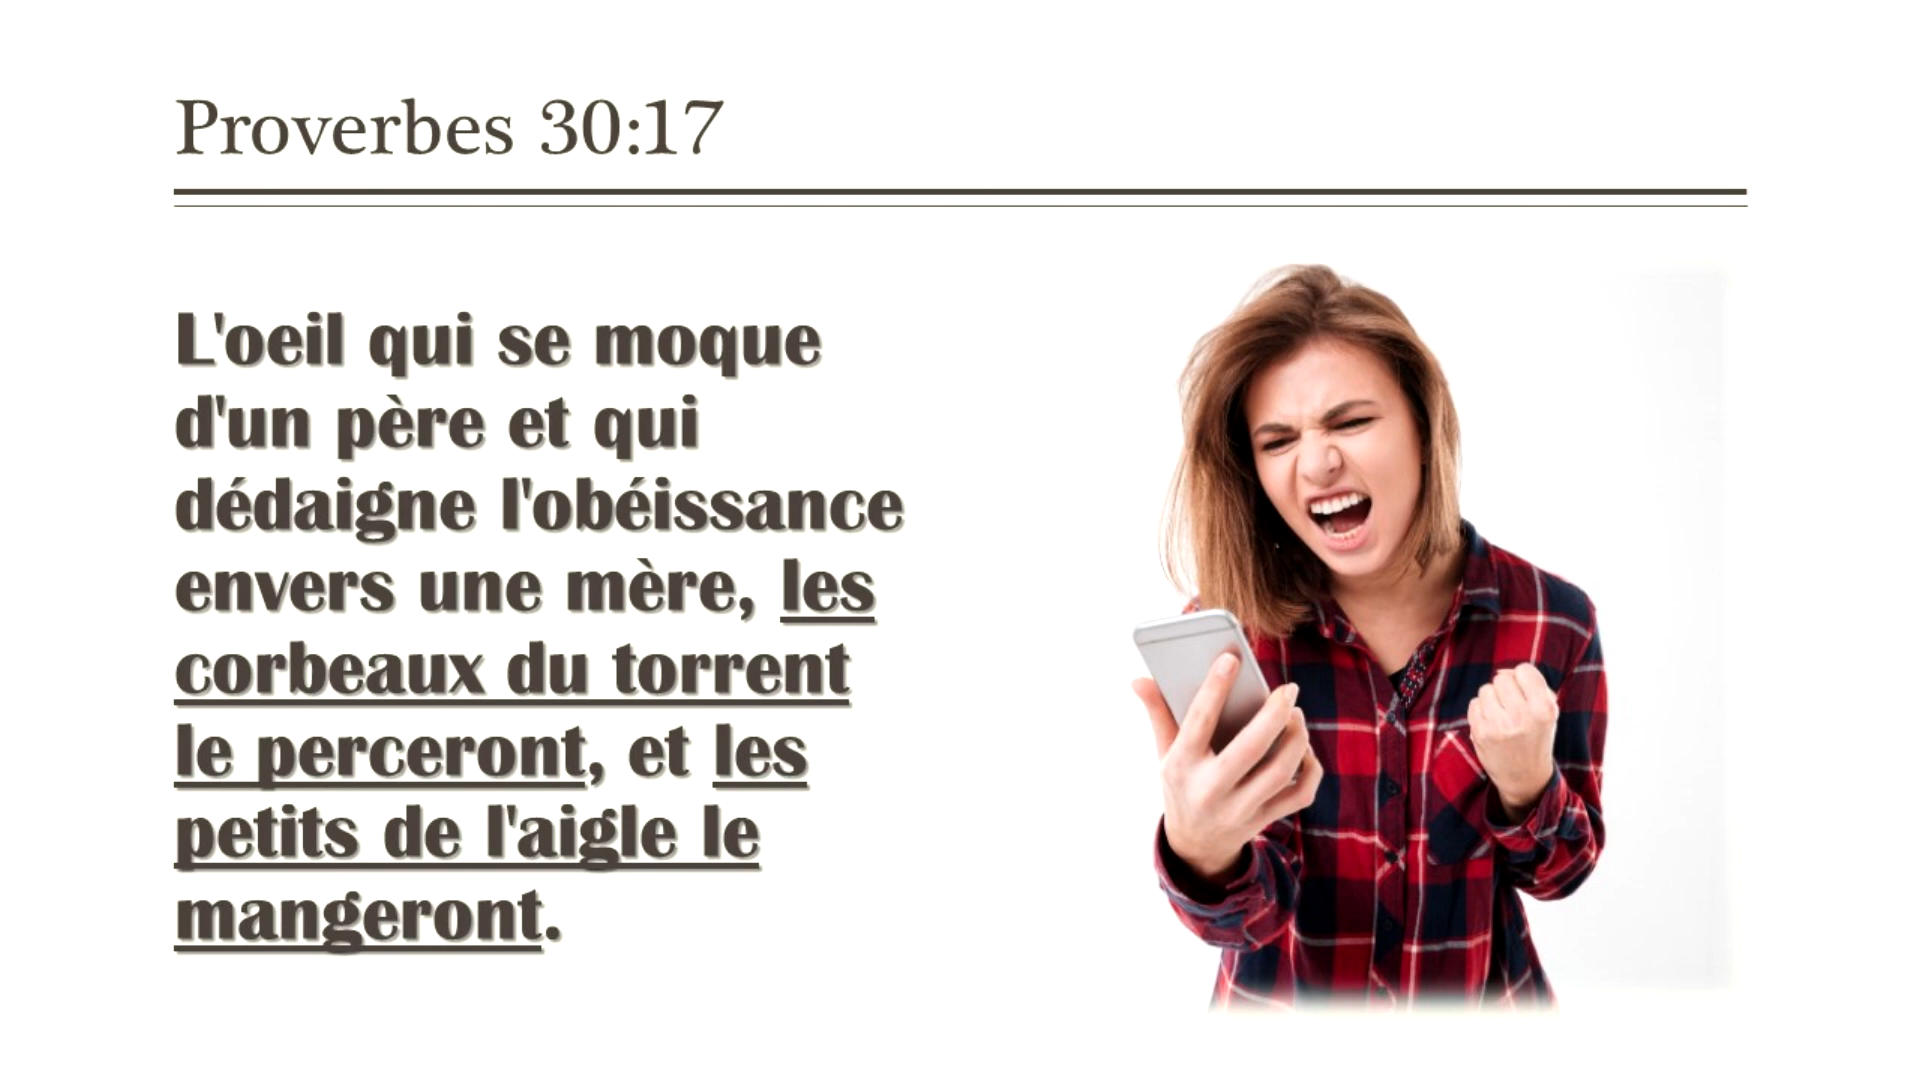 Proverbes 30:17
L'oeil qui se moque
d'un père et qui
dédaigne l'obéissance
envers une mère, les
corbeaux du torrent
le perceront, et les
petits de l'aigle le
mangeront.